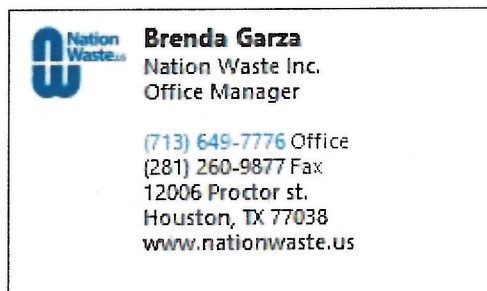 Nation
Waste.us
Brenda Garza
Nation Waste Inc.
Office Manager
(713) 649-7776 Office
(281) 260-9877 Fax
12006 Proctor st.
Houston, TX 77038
www.nationwaste.us